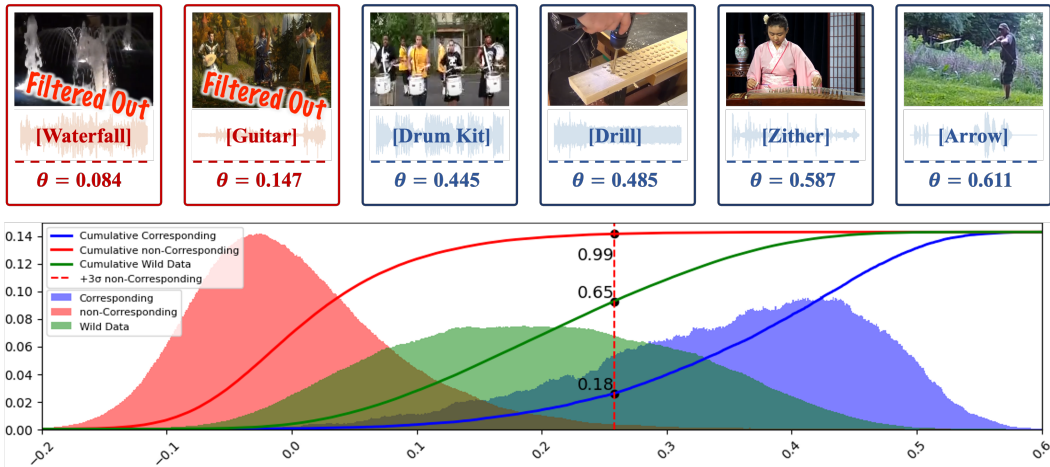 Filtered Out
Filtered Out
[Waterfall] [Guitar] [Drum Kit] [Drill] [Zither] [Arrow]
θ = 0.084 θ = 0.147 θ = 0.445 θ = 0.485 θ = 0.587 θ = 0.611
Cumulative Corresponding
Cumulative non-Corresponding
Cumulative Wild Data
+3σ non-Corresponding
Corresponding
non-Corresponding
Wild Data
0.14
0.12
0.10
0.08
0.06
0.04
0.02
0.00
0.99
0.65
0.18
−0.2 −0.1 0.0 0.1 0.2 0.3 0.4 0.5 0.6